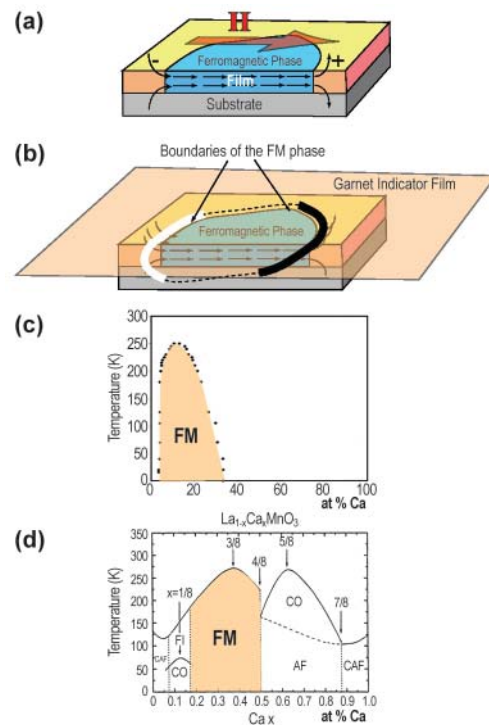 (a)
H
-
+
Ferromagnetic Phase
Film
Substrate
(b)
Boundaries of the FM phase
Garnet Indicator Film
Ferromagnetic Phase
(c)
300
250
200
150
100
50
0
Temperature (K)
FM
0 20 40 60 80 100
at % Ca
La1-xCaxMnO3
(d)
350
300
250
200
150
100
50
0
Temperature (K)
3/8
5/8
4/8
x=1/8
7/8
CO
FI
FM
CAF
CO
AF
CAF
0 0.1 0.2 0.3 0.4 0.5 0.6 0.7 0.8 0.9 1.0
Ca x
at % Ca